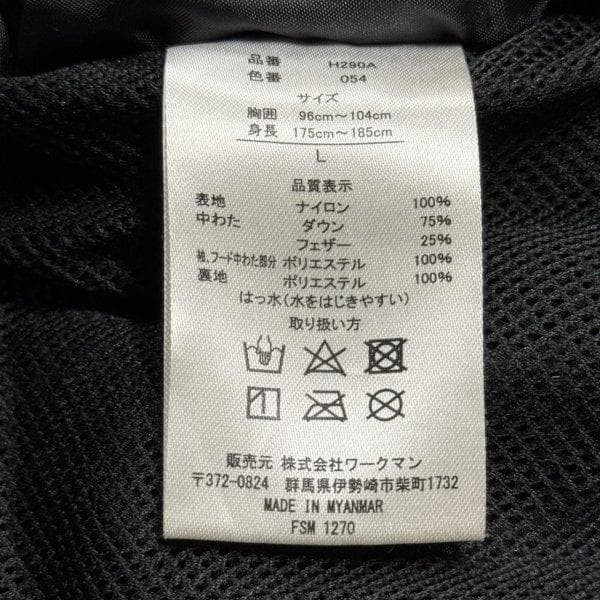 品番 H290A
色番 054
サイズ
胸囲 96cm～104cm
身長 175cm～185cm
L
品質表示
表地 ナイロン 100%
中わた ダウン 75%
フェザー 25%
袖、フード中わた部分 ポリエステル 100%
裏地 ポリエステル 100%
はっ水(水をはじきやすい)
取り扱い方
販売元 株式会社ワークマン
〒372-0824 群馬県伊勢崎市柴町1732
MADE IN MYANMAR
FSM 1270